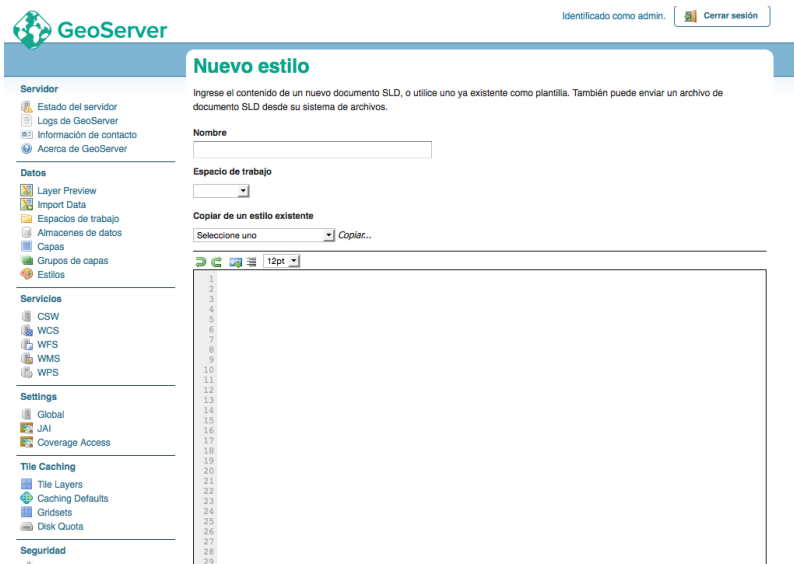 GeoServer
Identificado como admin.
Cerrar sesión
Servidor
Estado del servidor
Logs de GeoServer
Información de contacto
Acerca de GeoServer
Datos
Layer Preview
Import Data
Espacios de trabajo
Almacenes de datos
Capas
Grupos de capas
Estilos
Servicios
CSW
WCS
WFS
WMS
WPS
Settings
Global
JAI
Coverage Access
Tile Caching
Tile Layers
Caching Defaults
Gridsets
Disk Quota
Seguridad
Nuevo estilo
Ingrese el contenido de un nuevo documento SLD, o utilice uno ya existente como plantilla. También puede enviar un archivo de
documento SLD desde su sistema de archivos.
Nombre
Espacio de trabajo
Copiar de un estilo existente
Seleccione uno Copiar...
12pt
1
2
3
4
5
6
7
8
9
10
11
12
13
14
15
16
17
18
19
20
21
22
23
24
25
26
27
28
29